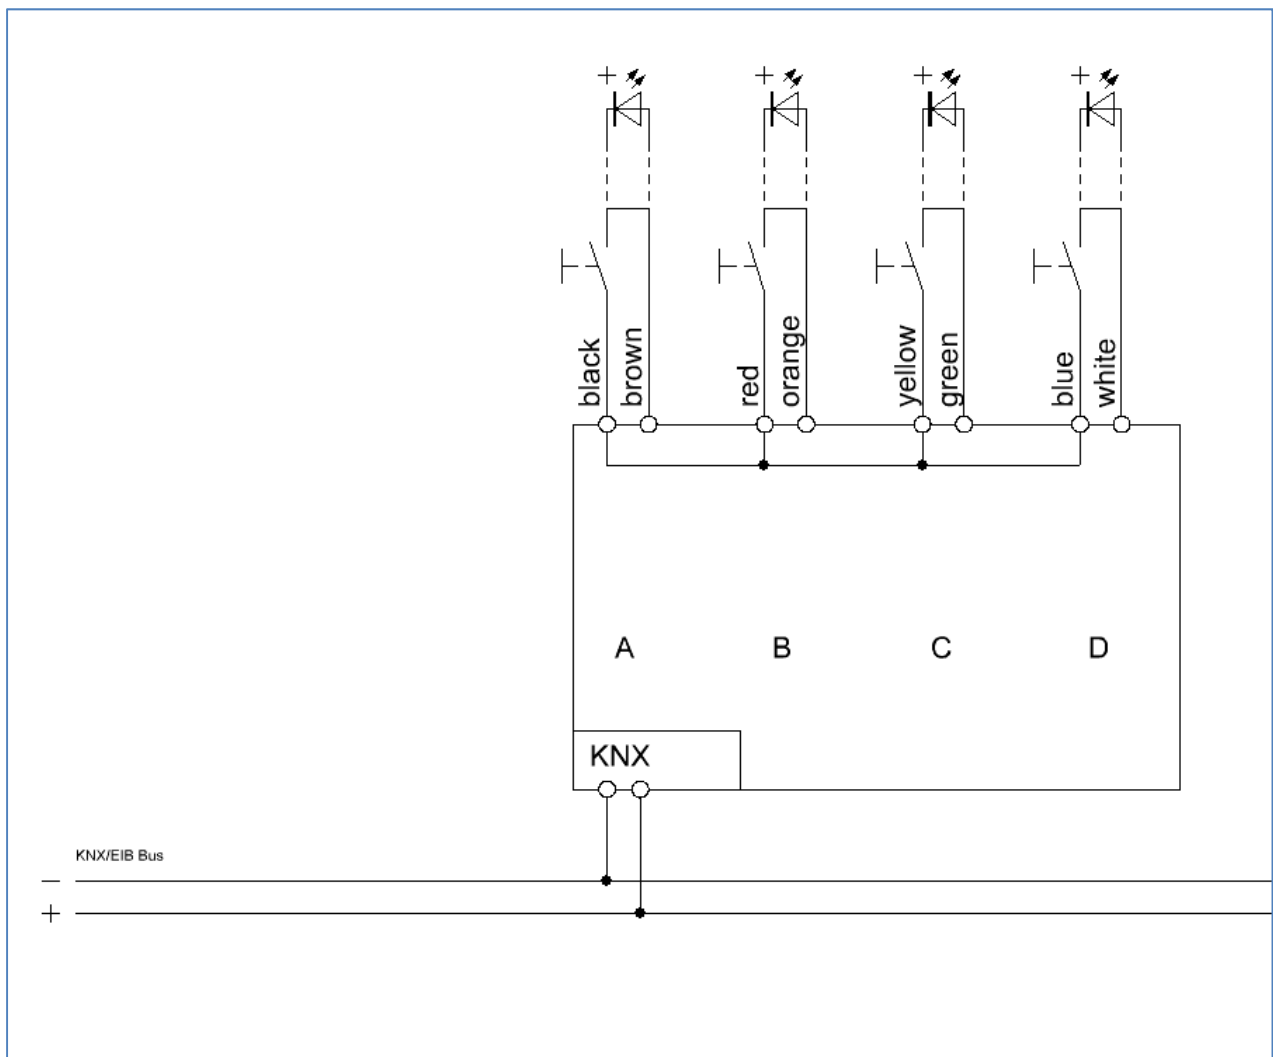 + + + +
black brown red orange yellow green blue white
A B C D
KNX
KNX/EIB Bus
−
+